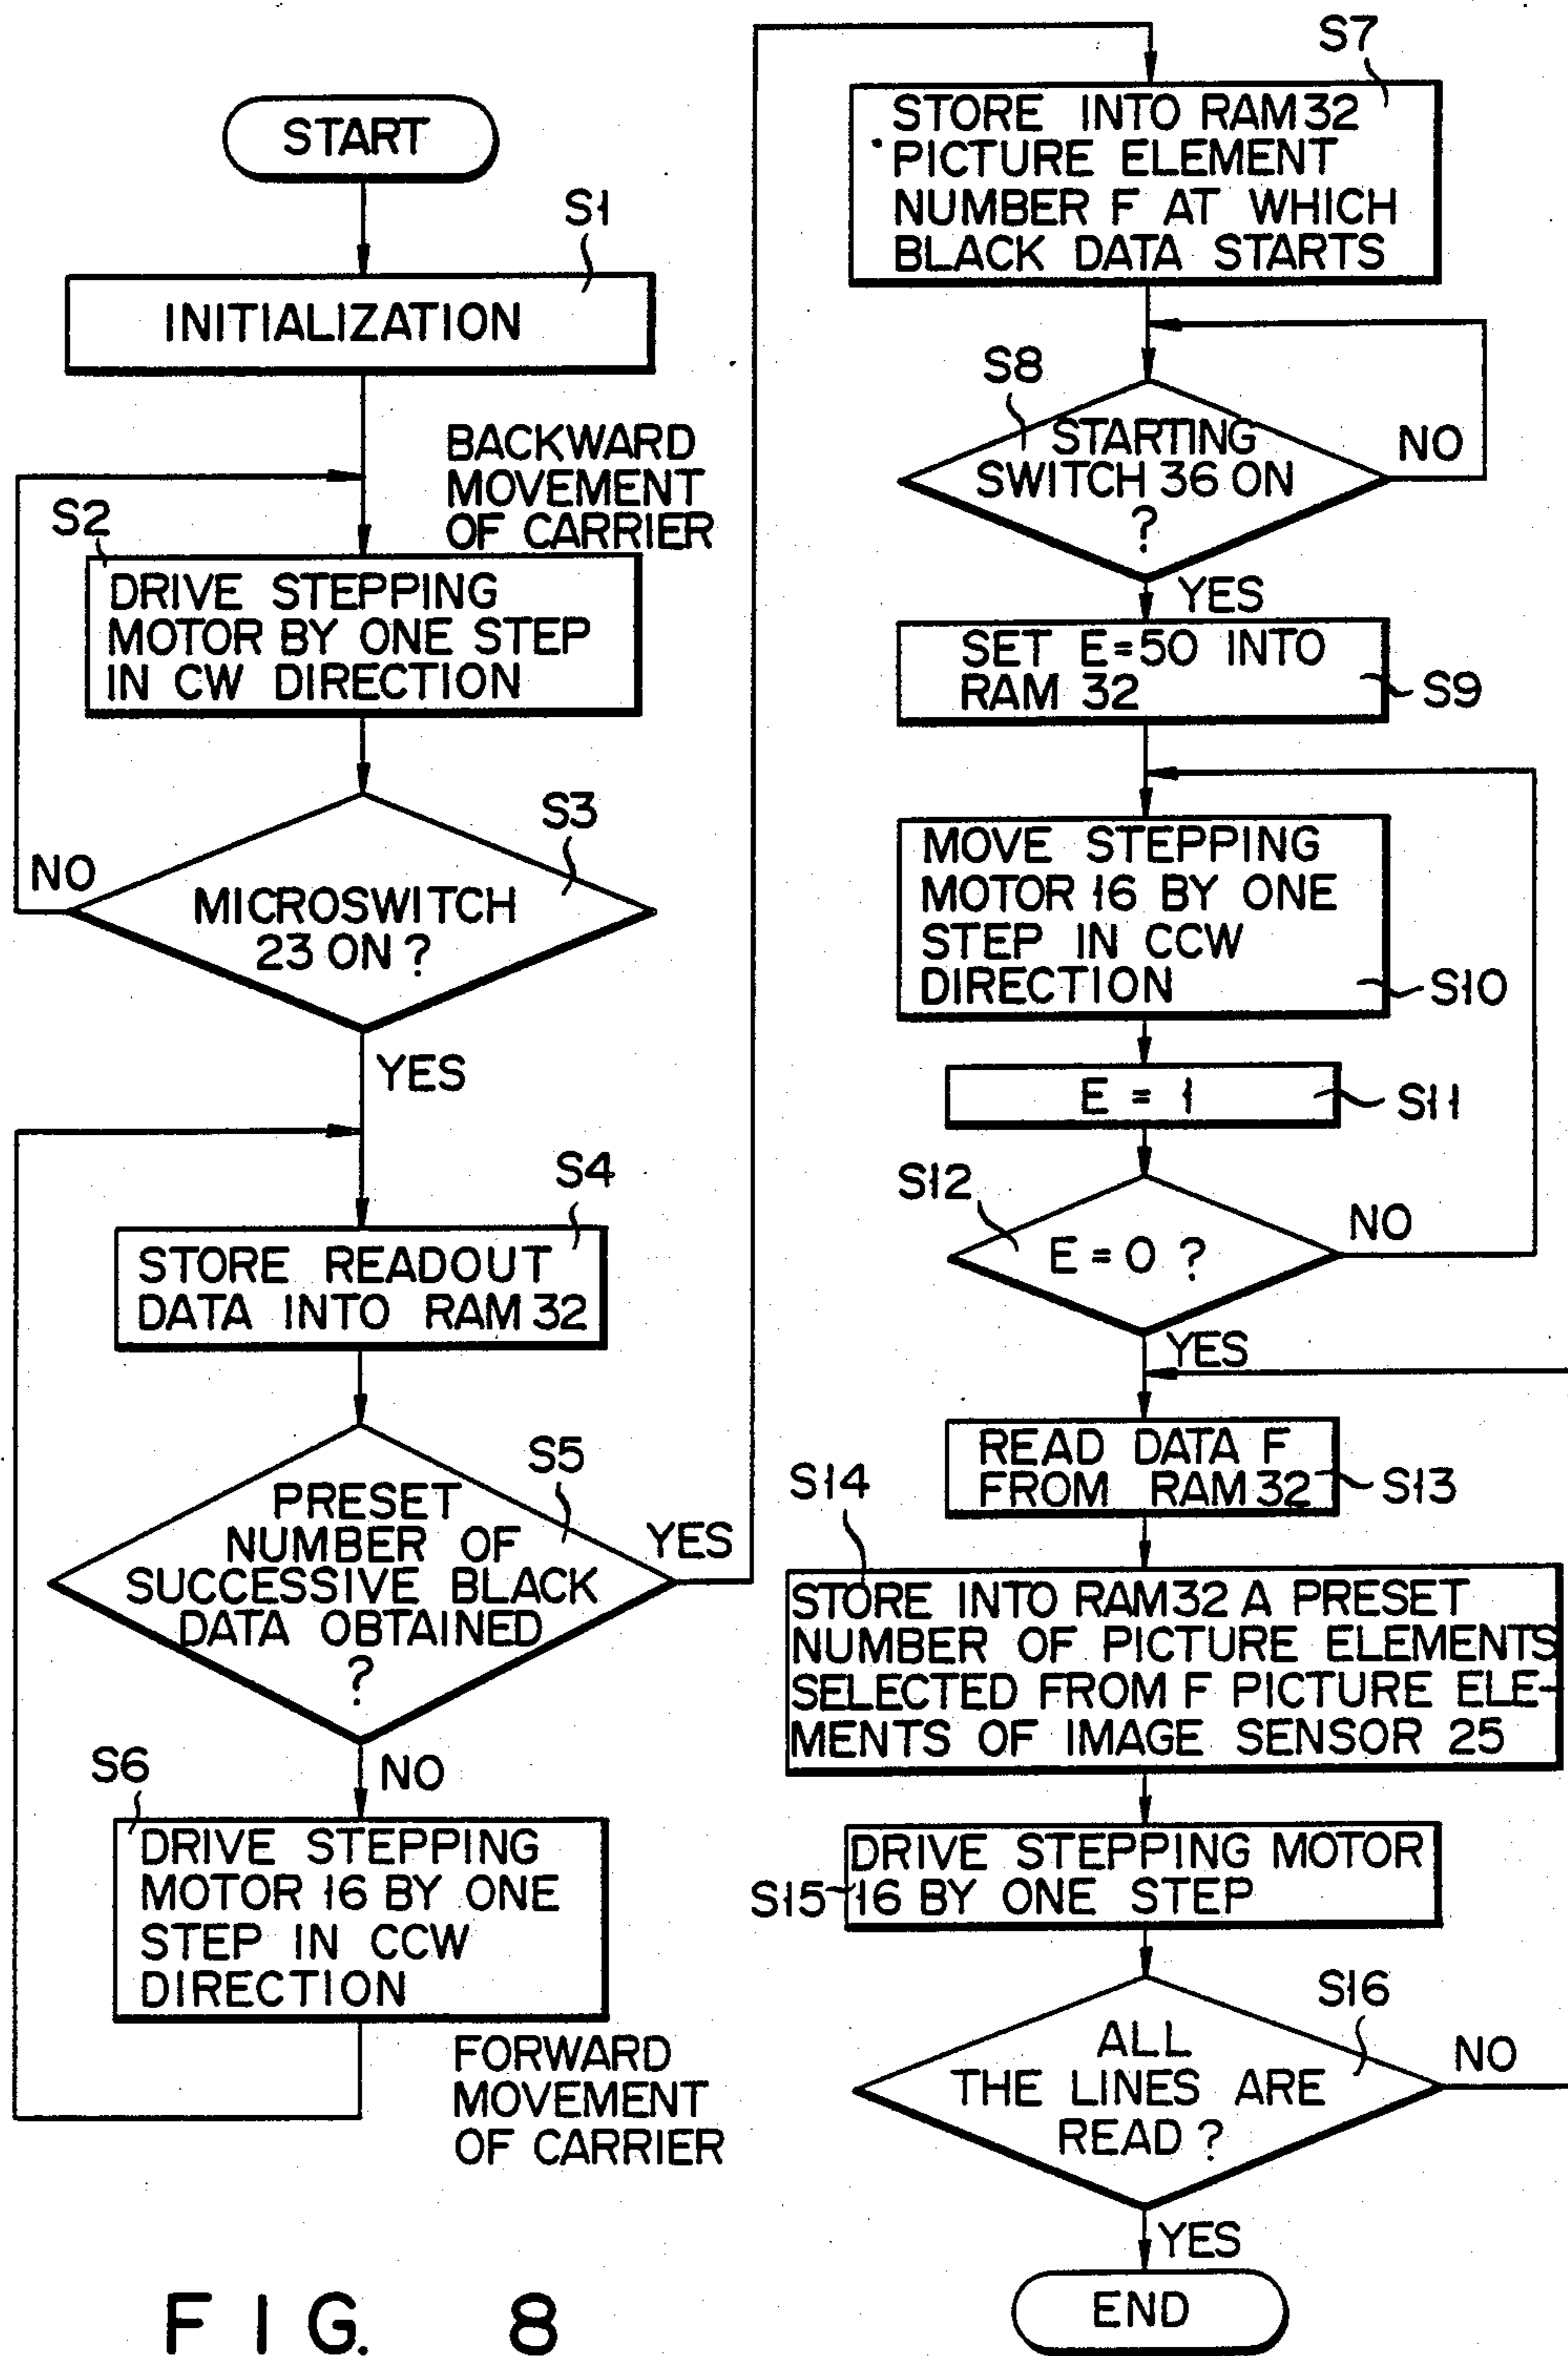 START
S1
INITIALIZATION
BACKWARD
MOVEMENT
OF CARRIER
S2
DRIVE STEPPING
MOTOR BY ONE STEP
IN CW DIRECTION
S3
NO
MICROSWITCH
23 ON ?
YES
S4
STORE READOUT
DATA INTO RAM 32
S5
PRESET
NUMBER OF
SUCCESSIVE BLACK
DATA OBTAINED
?
YES
NO
S6
DRIVE STEPPING
MOTOR 16 BY ONE
STEP IN CCW
DIRECTION
FORWARD
MOVEMENT
OF CARRIER
S7
STORE INTO RAM 32
PICTURE ELEMENT
NUMBER F AT WHICH
BLACK DATA STARTS
S8
STARTING
SWITCH 36 ON
?
NO
YES
SET E=50 INTO
RAM 32
S9
MOVE STEPPING
MOTOR 16 BY ONE
STEP IN CCW
DIRECTION
S10
E = 1
S11
S12
E = 0 ?
NO
YES
READ DATA F
FROM RAM 32
S13
S14
STORE INTO RAM 32 A PRESET
NUMBER OF PICTURE ELEMENTS
SELECTED FROM F PICTURE ELE-
MENTS OF IMAGE SENSOR 25
DRIVE STEPPING MOTOR
16 BY ONE STEP
S15
S16
ALL
THE LINES ARE
READ ?
NO
YES
END
FIG. 8